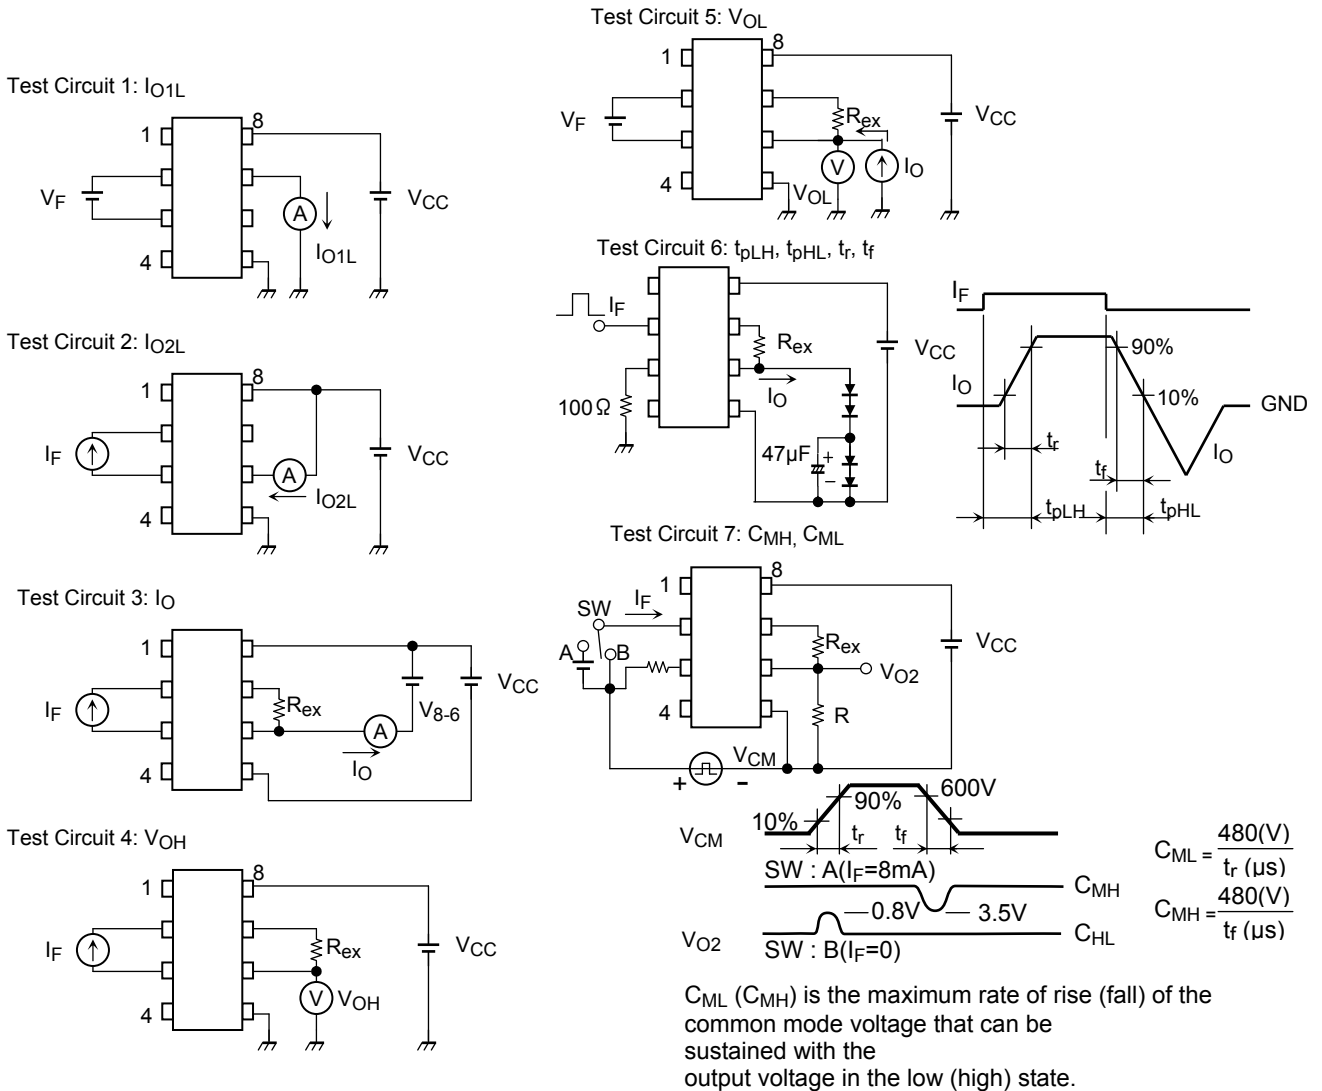 Test Circuit 1: IO1L
1
8
VF
A
VCC
IO1L
4
Test Circuit 2: IO2L
1
8
IF
A
VCC
IO2L
4
Test Circuit 3: IO
1
Rex
VCC
IF
V8-6
A
IO
4
Test Circuit 4: VOH
1
8
IF
Rex
VCC
V
VOH
4
Test Circuit 5: VOL
1
8
VF
Rex
VCC
V
IO
4
VOL
Test Circuit 6: tpLH, tpHL, tr, tf
IF
Rex
VCC
IO
100Ω
47μF
+
−
IF
90%
IO
10%
GND
tr
IO
tf
tpLH
tpHL
Test Circuit 7: CMH, CML
1
8
SW
IF
A
B
Rex
VCC
VO2
4
R
VCM
+
-
600V
90%
10%
tr
tf
VCM
SW : A(IF=8mA)
CMH
0.8V
3.5V
VO2
CHL
SW : B(IF=0)
CML = 480(V) / tr (μs)
CMH = 480(V) / tf (μs)
CML (CMH) is the maximum rate of rise (fall) of the
common mode voltage that can be
sustained with the
output voltage in the low (high) state.